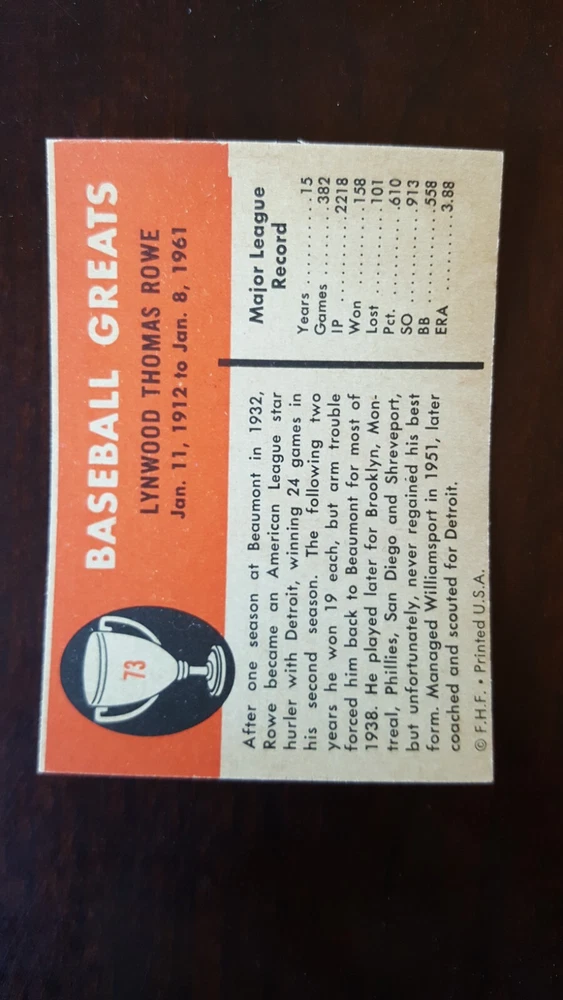 73
BASEBALL GREATS
LYNWOOD THOMAS ROWE
Jan. 11, 1912 to Jan. 8, 1961
After one season at Beaumont in 1932,
Rowe became an American League star
hurler with Detroit, winning 24 games in
his second season. The following two
years he won 19 each, but arm trouble
forced him back to Beaumont for most of
1938. He played later for Brooklyn, Mon-
treal, Phillies, San Diego and Shreveport,
but unfortunately, never regained his best
form. Managed Williamsport in 1951, later
coached and scouted for Detroit.
© F.H.F. • Printed U.S.A.
Major League
Record
Years ............ 15
Games ......... 382
IP ............ 2218
Won ........... 158
Lost ........... 101
Pct. ........... .610
SO ............ 913
BB ............ 558
ERA .......... 3.88